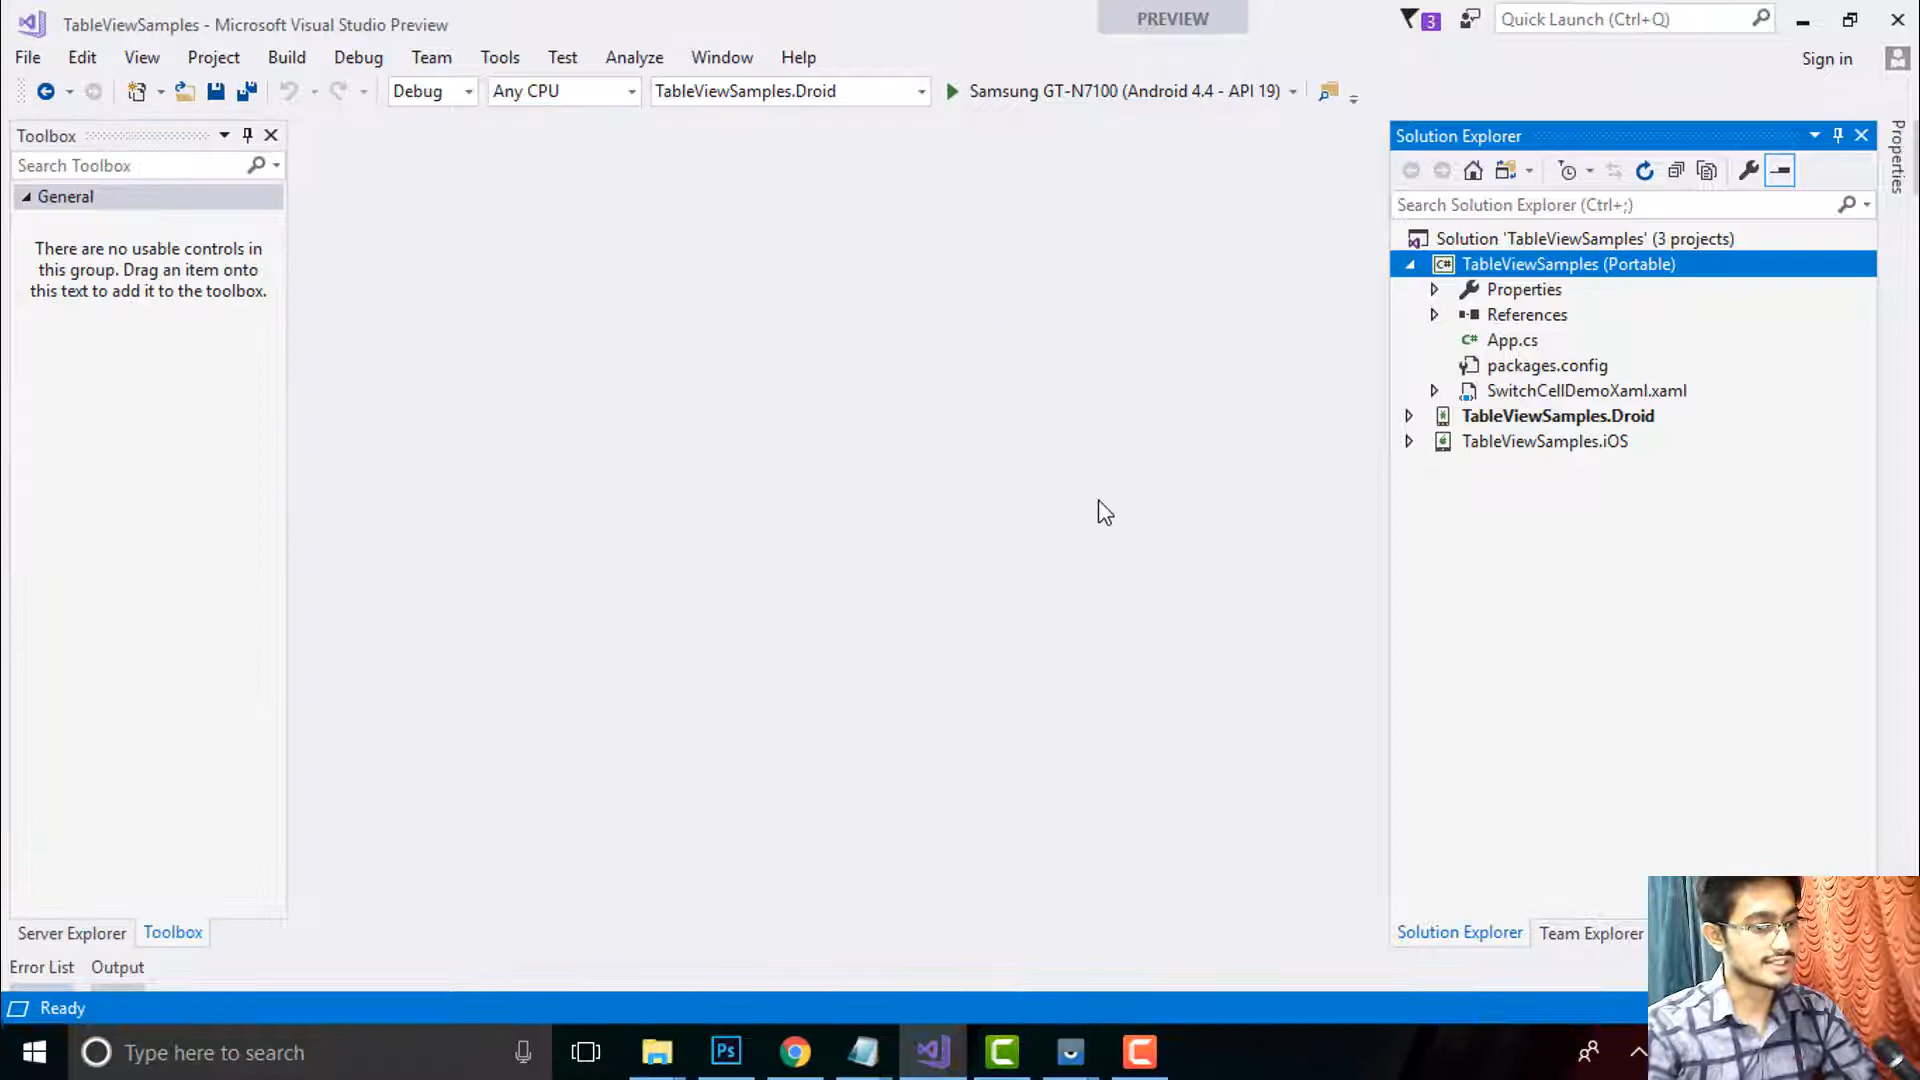 TableViewSamples - Microsoft Visual Studio Preview
PREVIEW
3
Quick Launch (Ctrl+Q)
File Edit View Project Build Debug Team Tools Test Analyze Window Help
Sign in
Debug
Any CPU
TableViewSamples.Droid
Samsung GT-N7100 (Android 4.4 - API 19)
Toolbox
Search Toolbox
General
There are no usable controls in
this group. Drag an item onto
this text to add it to the toolbox.
Solution Explorer
Search Solution Explorer (Ctrl+;)
Solution 'TableViewSamples' (3 projects)
C# TableViewSamples (Portable)
Properties
References
C# App.cs
packages.config
SwitchCellDemoXaml.xaml
TableViewSamples.Droid
TableViewSamples.iOS
Properties
Server Explorer
Toolbox
Solution Explorer
Team Explorer
Error List
Output
Ready
Type here to search
Ps